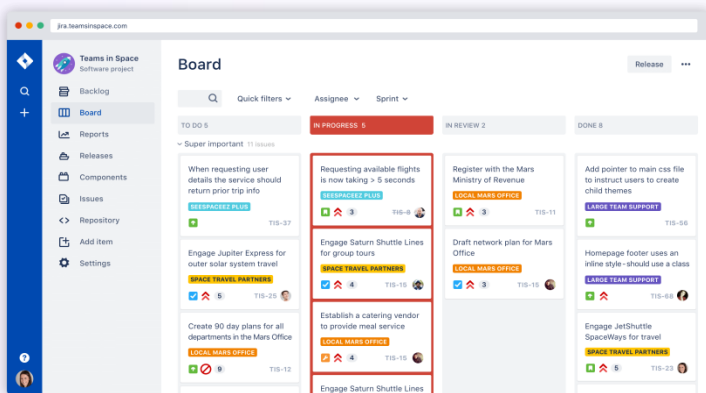 jira.teamsinspace.com
Teams in Space
Software project
Backlog
Board
Reports
Releases
Components
Issues
Repository
Add item
Settings
Board
Release
Quick filters
Assignee
Sprint
TO DO 5
IN PROGRESS 5
IN REVIEW 2
DONE 8
Super important 11 issues
When requesting user
details the service should
return prior trip info
SEESPACEEZ PLUS
TIS-37
Engage Jupiter Express for
outer solar system travel
SPACE TRAVEL PARTNERS
5
TIS-25
Create 90 day plans for all
departments in the Mars Office
LOCAL MARS OFFICE
9
TIS-12
Requesting available flights
is now taking > 5 seconds
SEESPACEEZ PLUS
3
TIS-8
Engage Saturn Shuttle Lines
for group tours
SPACE TRAVEL PARTNERS
4
TIS-15
Establish a catering vendor
to provide meal service
LOCAL MARS OFFICE
4
TIS-15
Engage Saturn Shuttle Lines
Register with the Mars
Ministry of Revenue
LOCAL MARS OFFICE
3
TIS-11
Draft network plan for Mars
Office
LOCAL MARS OFFICE
3
TIS-15
Add pointer to main css file
to instruct users to create
child themes
LARGE TEAM SUPPORT
TIS-56
Homepage footer uses an
inline style-should use a class
LARGE TEAM SUPPORT
TIS-68
Engage JetShuttle
SpaceWays for travel
SPACE TRAVEL PARTNERS
5
TIS-23